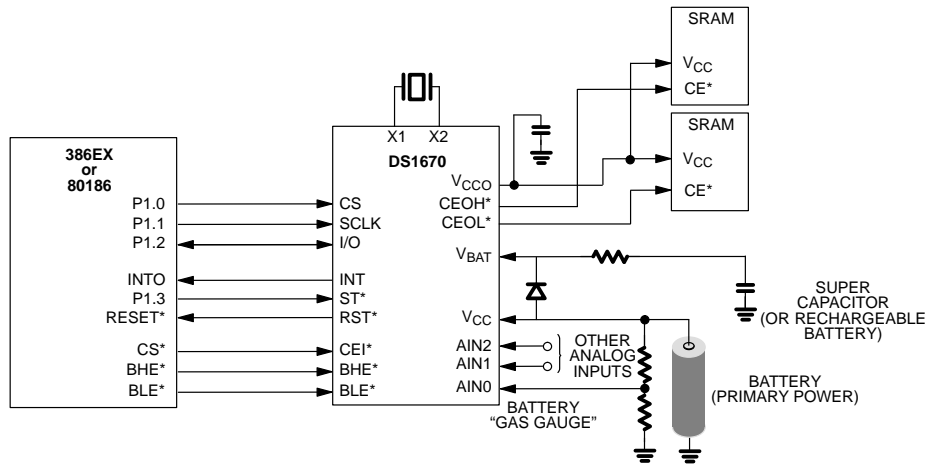 SRAM
VCC
CE*
X1 X2
SRAM
386EX
or
80186
DS1670
VCC
VCCO
P1.0
CS
CEOH*
CE*
P1.1
SCLK
CEOL*
P1.2
I/O
VBAT
INTO
INT
P1.3
ST*
SUPER
CAPACITOR
(OR RECHARGEABLE
BATTERY)
RESET*
RST*
VCC
CS*
CEI*
AIN2
OTHER
ANALOG
INPUTS
BHE*
BHE*
AIN1
BLE*
BLE*
AIN0
BATTERY
"GAS GAUGE"
BATTERY
(PRIMARY POWER)